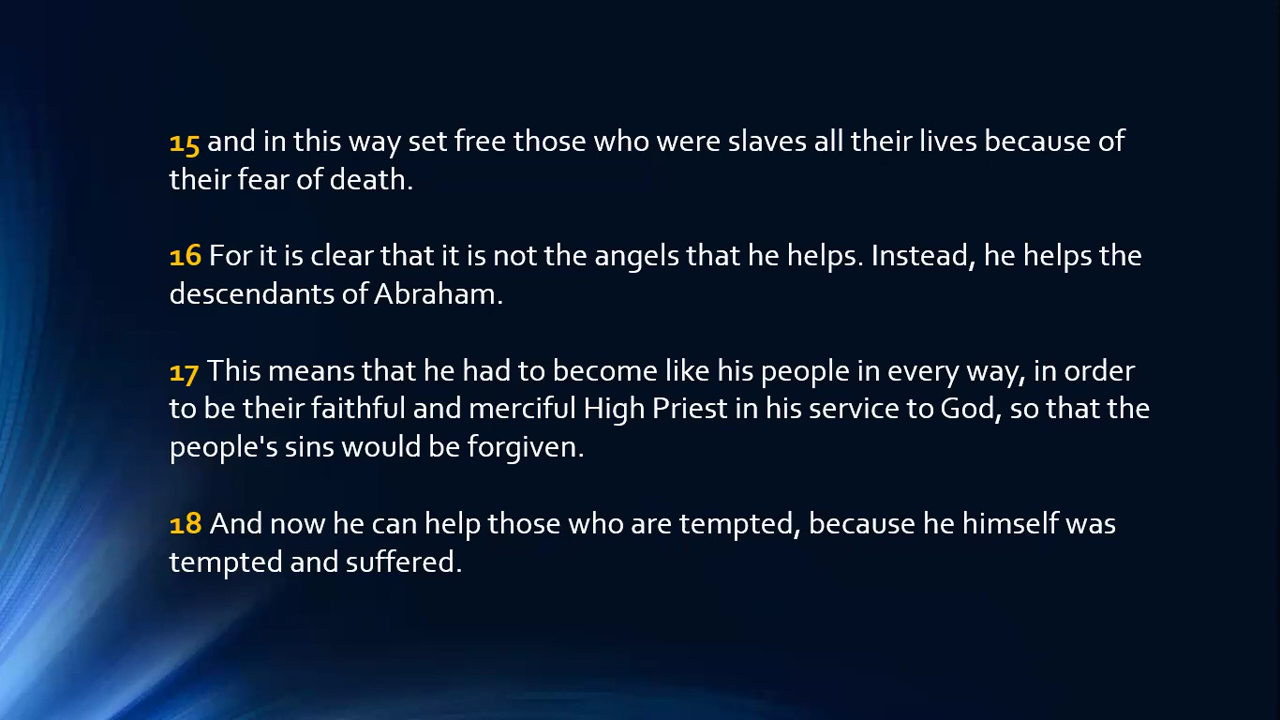 15 and in this way set free those who were slaves all their lives because of
their fear of death.
16 For it is clear that it is not the angels that he helps. Instead, he helps the
descendants of Abraham.
17 This means that he had to become like his people in every way, in order
to be their faithful and merciful High Priest in his service to God, so that the
people's sins would be forgiven.
18 And now he can help those who are tempted, because he himself was
tempted and suffered.